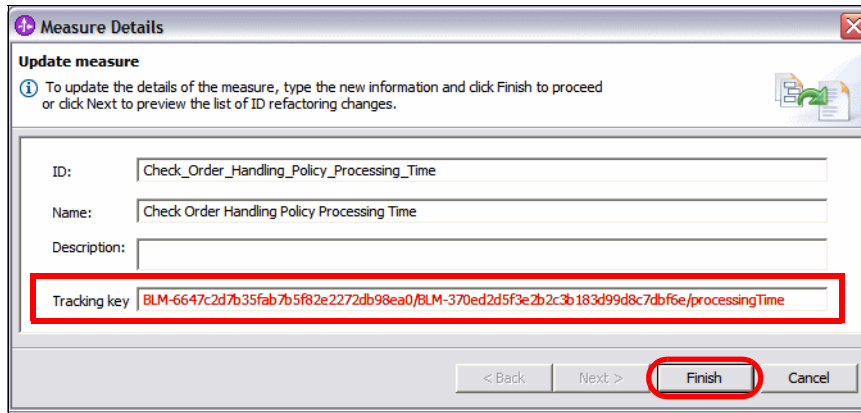 Measure Details
Update measure
To update the details of the measure, type the new information and click Finish to proceed
or click Next to preview the list of ID refactoring changes.
ID: Check_Order_Handling_Policy_Processing_Time
Name: Check Order Handling Policy Processing Time
Description:
Tracking key BLM-6647c2d7b35fab7b5f82e2272db98ea0/BLM-370ed2d5f3e2b2c3b183d99d8c7dbf6e/processingTime
< Back Next > Finish Cancel